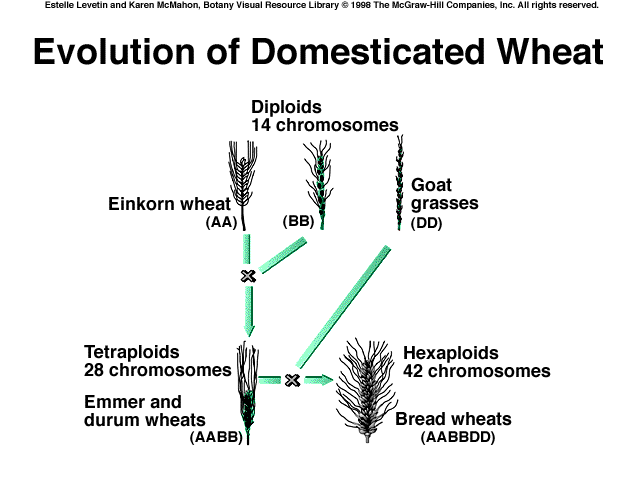 Estelle Levetin and Karen McMahon, Botany Visual Resource Library © 1998 The McGraw-Hill Companies, Inc. All rights reserved.
Evolution of Domesticated Wheat
Diploids
14 chromosomes
Einkorn wheat
(AA)
(BB)
Goat
grasses
(DD)
Tetraploids
28 chromosomes
Emmer and
durum wheats
(AABB)
Hexaploids
42 chromosomes
Bread wheats
(AABBDD)